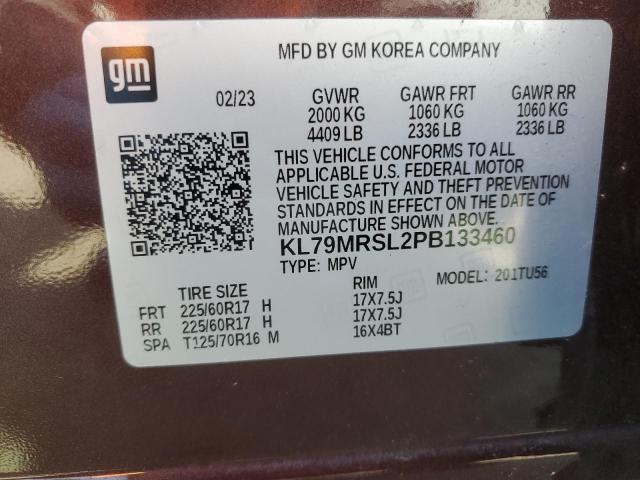 gm
MFD BY GM KOREA COMPANY
02/23 GVWR GAWR FRT GAWR RR
2000 KG 1060 KG 1060 KG
4409 LB 2336 LB 2336 LB
THIS VEHICLE CONFORMS TO ALL
APPLICABLE U.S. FEDERAL MOTOR
VEHICLE SAFETY AND THEFT PREVENTION
STANDARDS IN EFFECT ON THE DATE OF
MANUFACTURE SHOWN ABOVE.
KL79MRSL2PB133460
TYPE: MPV MODEL: 201TU56
TIRE SIZE RIM
FRT 225/60R17 H 17X7.5J
RR 225/60R17 H 17X7.5J
SPA T125/70R16 M 16X4BT